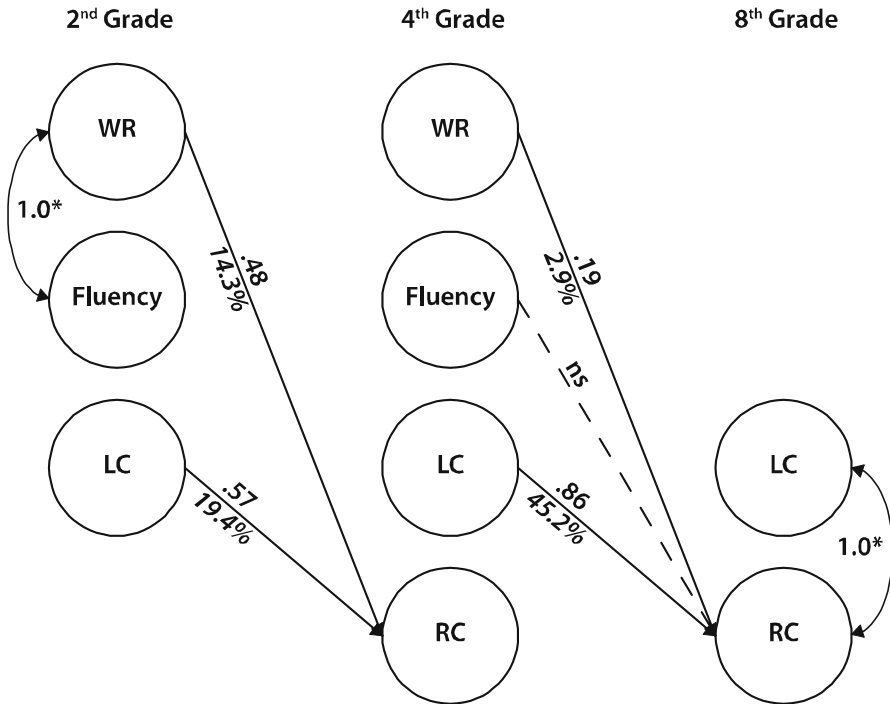 2nd Grade
4th Grade
8th Grade
WR
WR
1.0*
.48
14.3%
.19
2.9%
Fluency
Fluency
ns
LC
LC
LC
.57
19.4%
.86
45.2%
1.0*
RC
RC